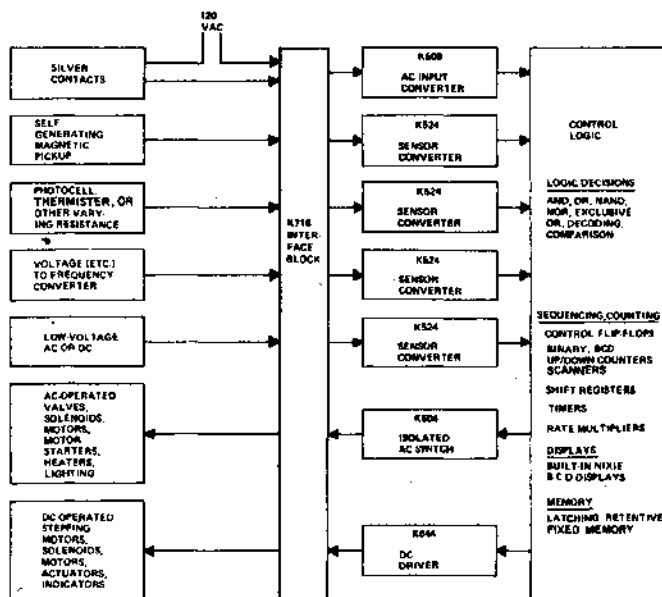 120
VAC
SILVER
CONTACTS
SELF
GENERATING
MAGNETIC
PICKUP
PHOTOCELL,
THERMISTER, OR
OTHER VARY-
ING RESISTANCE
VOLTAGE (ETC.)
TO FREQUENCY
CONVERTER
LOW-VOLTAGE
AC OR DC
AC-OPERATED
VALVES,
SOLENOIDS,
MOTORS,
MOTOR
STARTERS,
HEATERS,
LIGHTING
DC OPERATED
STEPPING
MOTORS,
SOLENOIDS,
MOTORS,
ACTUATORS,
INDICATORS
K716
INTER-
FACE
BLOCK
AC INPUT
CONVERTER
K524
SENSOR
CONVERTER
K524
SENSOR
CONVERTER
K524
SENSOR
CONVERTER
K524
SENSOR
CONVERTER
K604
ISOLATED
AC SWITCH
K644
DC
DRIVER
CONTROL
LOGIC
LOGIC DECISIONS
AND, OR, NAND,
NOR, EXCLUSIVE
OR, DECODING,
COMPARISON
SEQUENCING, COUNTING
CONTROL FLIP-FLOPS
BINARY, BCD
UP/DOWN COUNTERS
SCANNERS
SHIFT REGISTERS
TIMERS
RATE MULTIPLIERS
DISPLAYS
BUILT-IN NIXIE
B C D DISPLAYS
MEMORY
LATCHING RETENTIVE
FIXED MEMORY